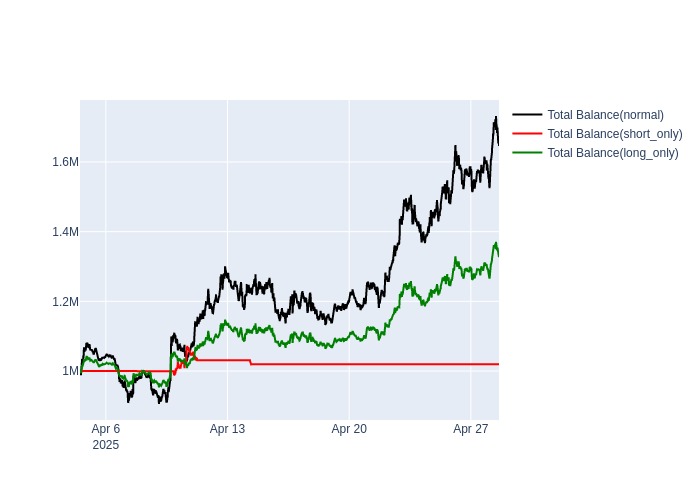 Total Balance(normal)
Total Balance(short_only)
Total Balance(long_only)
1.6M
1.4M
1.2M
1M
Apr 6
2025
Apr 13
Apr 20
Apr 27